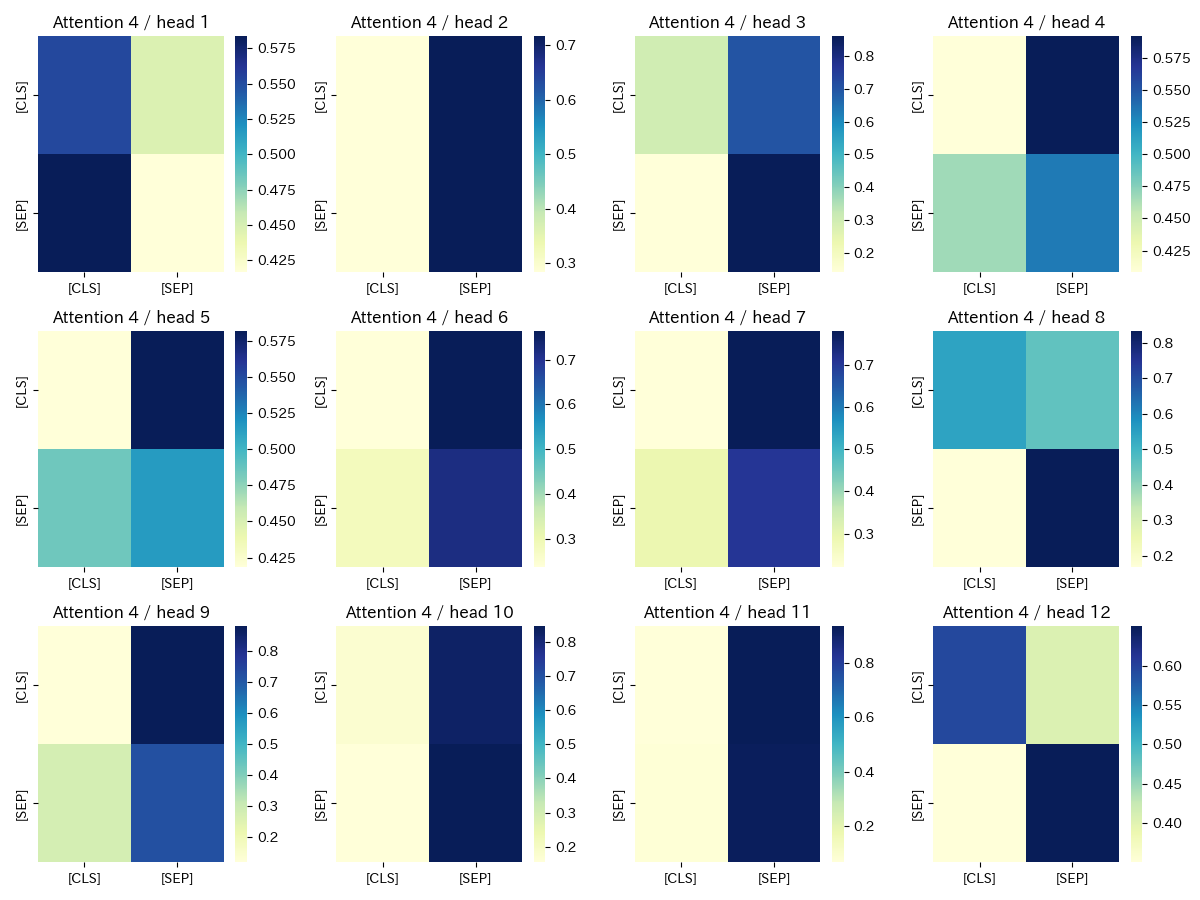 Attention 4 / head 1
[CLS]
[SEP]
[CLS] [SEP]
0.575
0.550
0.525
0.500
0.475
0.450
0.425
Attention 4 / head 2
[CLS]
[SEP]
[CLS] [SEP]
0.7
0.6
0.5
0.4
0.3
Attention 4 / head 3
[CLS]
[SEP]
[CLS] [SEP]
0.8
0.7
0.6
0.5
0.4
0.3
0.2
Attention 4 / head 4
[CLS]
[SEP]
[CLS] [SEP]
0.575
0.550
0.525
0.500
0.475
0.450
0.425
Attention 4 / head 5
[CLS]
[SEP]
[CLS] [SEP]
0.575
0.550
0.525
0.500
0.475
0.450
0.425
Attention 4 / head 6
[CLS]
[SEP]
[CLS] [SEP]
0.7
0.6
0.5
0.4
0.3
Attention 4 / head 7
[CLS]
[SEP]
[CLS] [SEP]
0.7
0.6
0.5
0.4
0.3
Attention 4 / head 8
[CLS]
[SEP]
[CLS] [SEP]
0.8
0.7
0.6
0.5
0.4
0.3
0.2
Attention 4 / head 9
[CLS]
[SEP]
[CLS] [SEP]
0.8
0.7
0.6
0.5
0.4
0.3
0.2
Attention 4 / head 10
[CLS]
[SEP]
[CLS] [SEP]
0.8
0.7
0.6
0.5
0.4
0.3
0.2
Attention 4 / head 11
[CLS]
[SEP]
[CLS] [SEP]
0.8
0.6
0.4
0.2
Attention 4 / head 12
[CLS]
[SEP]
[CLS] [SEP]
0.60
0.55
0.50
0.45
0.40